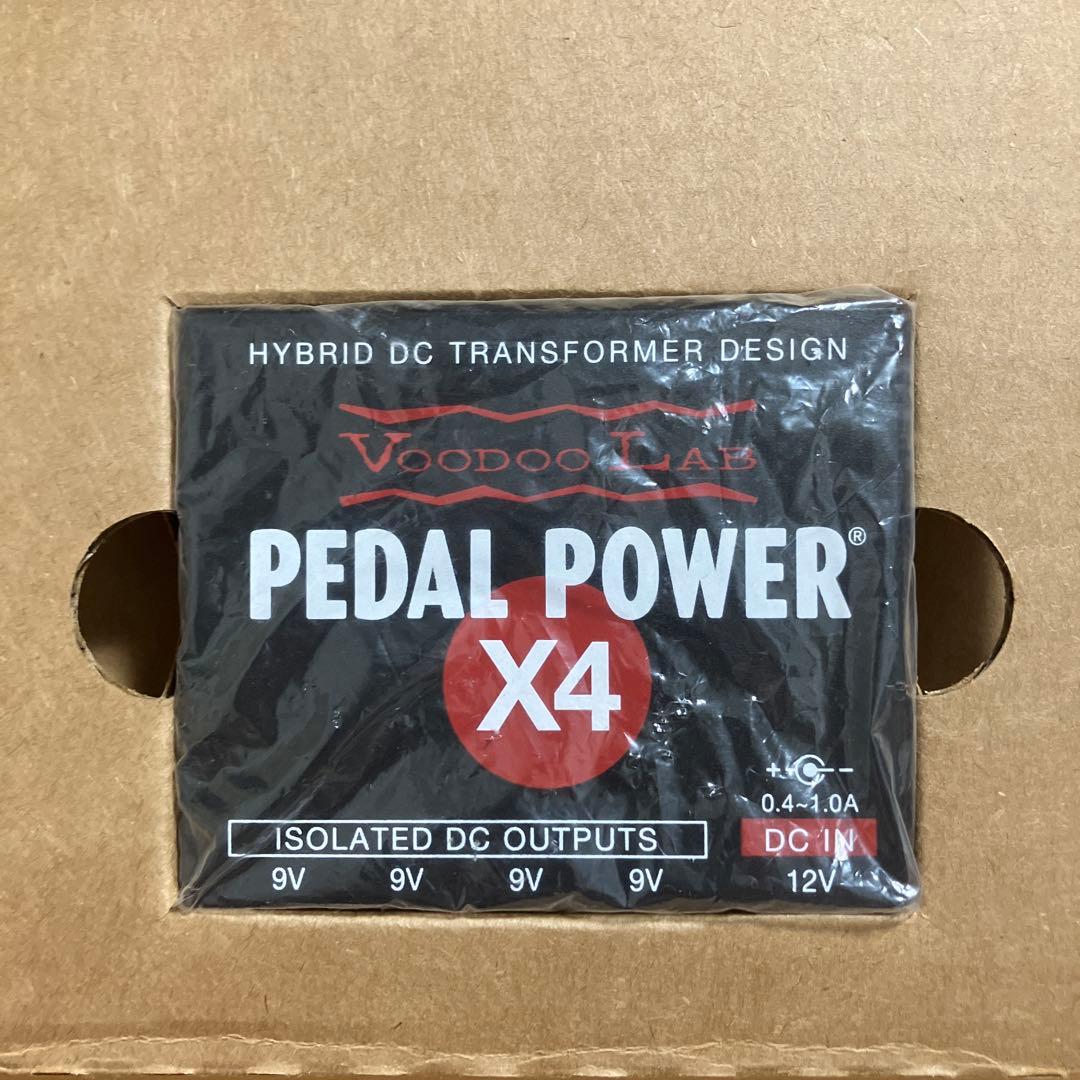 HYBRID DC TRANSFORMER DESIGN
VOODOO LAB
PEDAL POWER®
X4
+ -
0.4~1.0A
ISOLATED DC OUTPUTS DC IN
9V 9V 9V 9V 12V